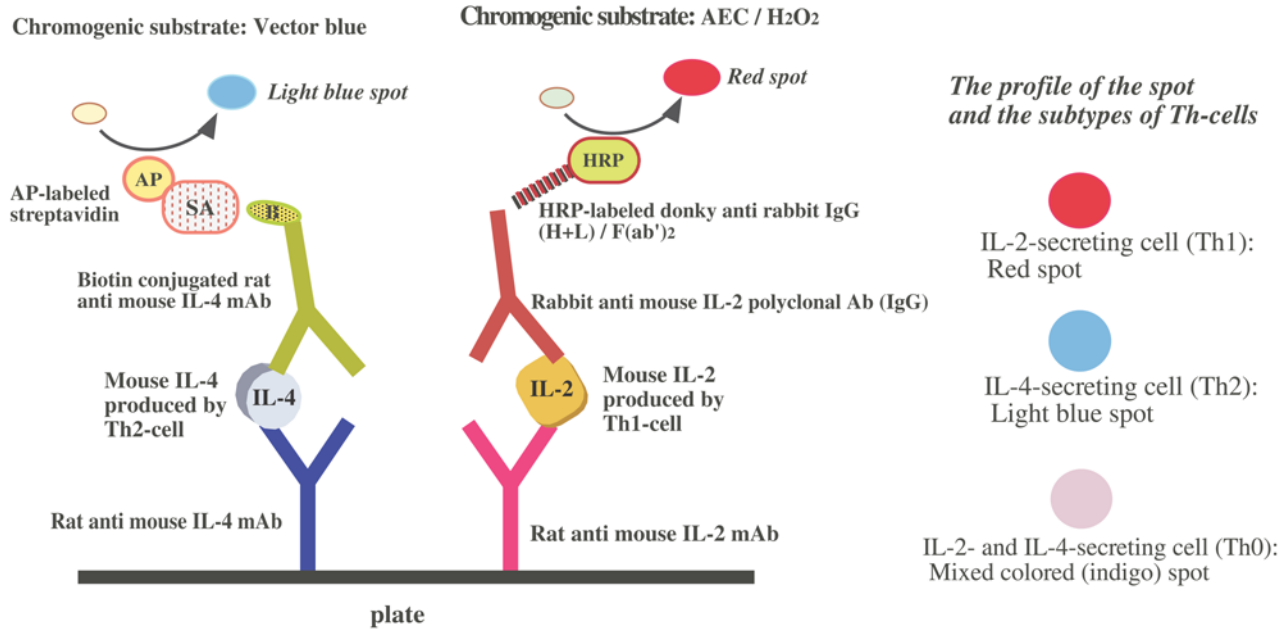 Chromogenic substrate: Vector blue
Light blue spot
AP
SA
B
AP-labeled
streptavidin
Biotin conjugated rat
anti mouse IL-4 mAb
Mouse IL-4
produced by
Th2-cell
IL-4
Rat anti mouse IL-4 mAb
Chromogenic substrate: AEC / H2O2
Red spot
HRP
HRP-labeled donky anti rabbit IgG
(H+L) / F(ab')2
Rabbit anti mouse IL-2 polyclonal Ab (IgG)
IL-2
Mouse IL-2
produced by
Th1-cell
Rat anti mouse IL-2 mAb
plate
The profile of the spot
and the subtypes of Th-cells
IL-2-secreting cell (Th1):
Red spot
IL-4-secreting cell (Th2):
Light blue spot
IL-2- and IL-4-secreting cell (Th0):
Mixed colored (indigo) spot